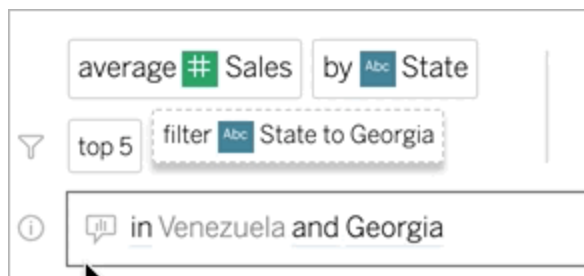 average # Sales by Abc State
top 5 filter Abc State to Georgia
in Venezuela and Georgia